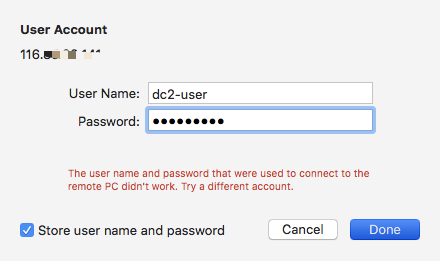 User Account
116.
User Name: dc2-user
Password: •••••••••
The user name and password that were used to connect to the
remote PC didn't work. Try a different account.
Store user name and password
Cancel
Done